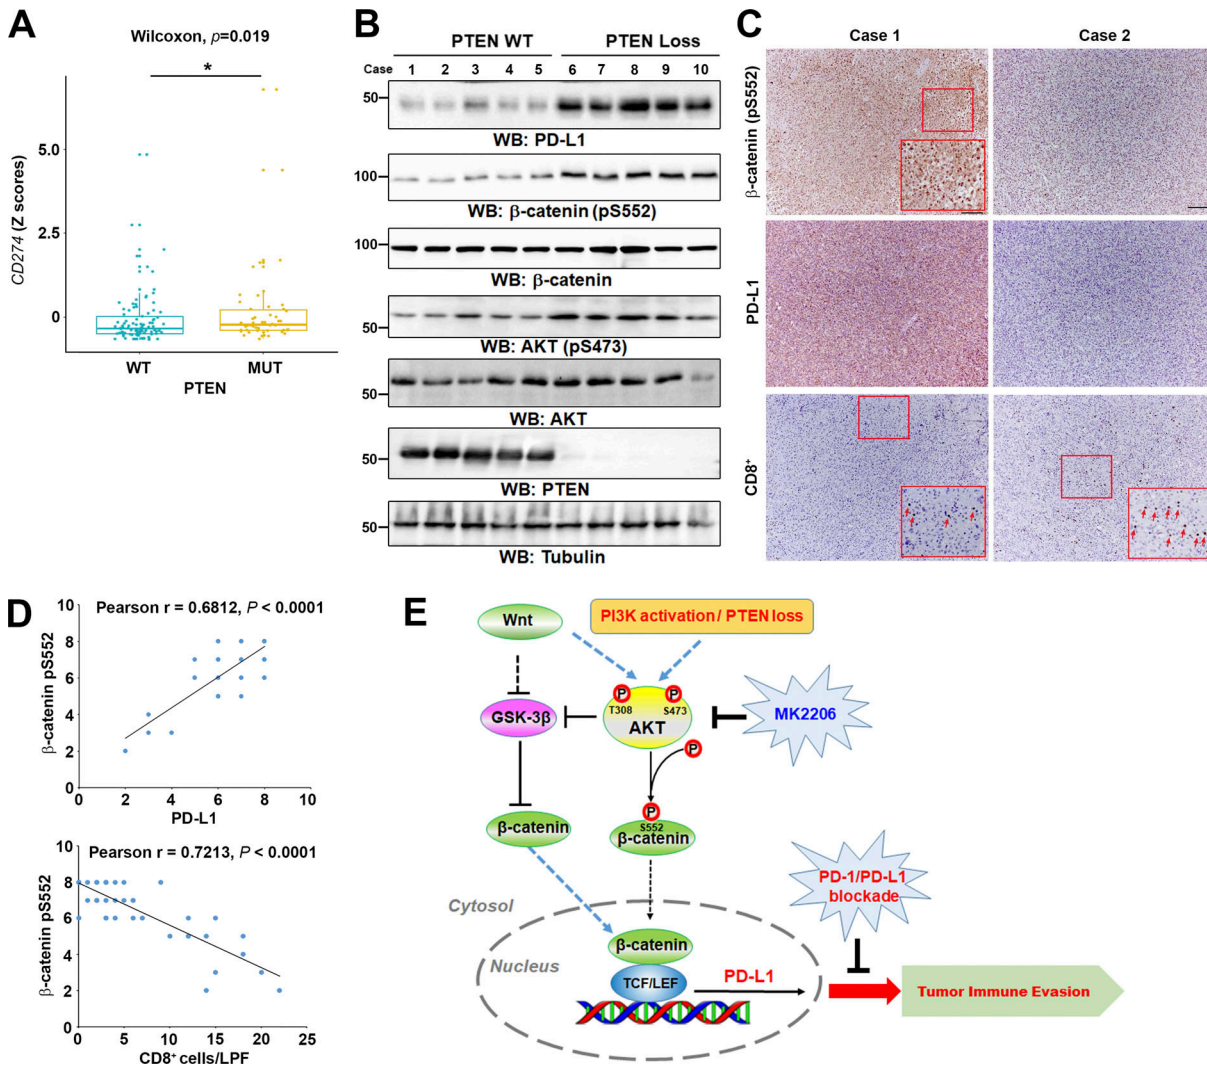 A
Wilcoxon, p=0.019
*
CD274 (Z scores)
5.0
2.5
0
WT
MUT
PTEN
B
PTEN WT
PTEN Loss
Case
1 2 3 4 5 6 7 8 9 10
50
WB: PD-L1
100
WB: β-catenin (pS552)
100
WB: β-catenin
50
WB: AKT (pS473)
50
WB: AKT
50
WB: PTEN
50
WB: Tubulin
C
Case 1
Case 2
β-catenin (pS552)
PD-L1
CD8⁺
D
Pearson r = 0.6812, P < 0.0001
β-catenin pS552
10
8
6
4
2
0
0 2 4 6 8 10
PD-L1
Pearson r = 0.7213, P < 0.0001
β-catenin pS552
10
8
6
4
2
0
0 5 10 15 20 25
CD8⁺ cells/LPF
E
Wnt
PI3K activation/ PTEN loss
P
P
T308
S473
GSK-3β
AKT
MK2206
P
P
S552
β-catenin
β-catenin
PD-1/PD-L1
blockade
Cytosol
Nucleus
β-catenin
TCF/LEF
PD-L1
Tumor Immune Evasion